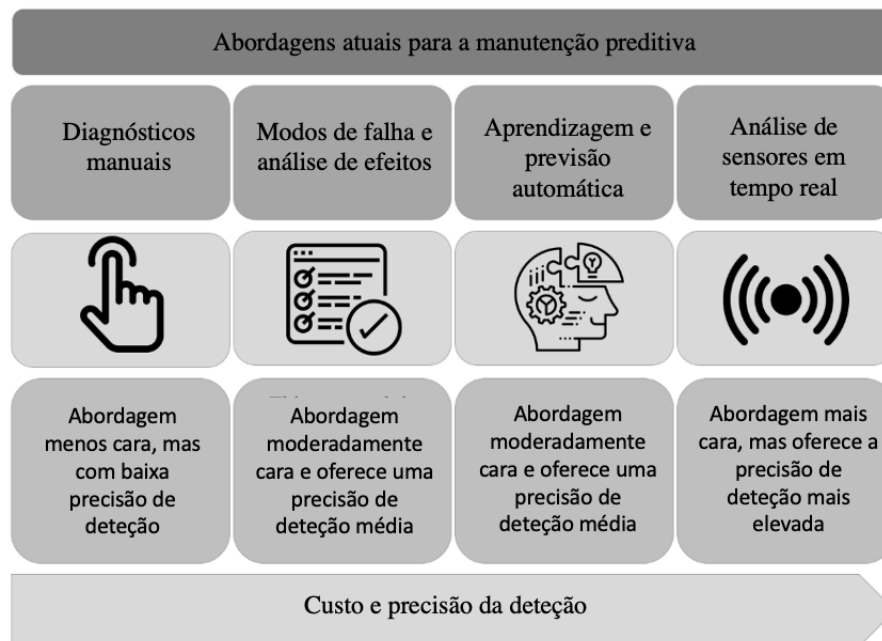 Abordagens atuais para a manutenção preditiva
Diagnósticos
manuais
Modos de falha e
análise de efeitos
Aprendizagem e
previsão
automática
Análise de
sensores em
tempo real
Abordagem
menos cara, mas
com baixa
precisão de
deteção
Abordagem
moderadamente
cara e oferece uma
precisão de
deteção média
Abordagem
moderadamente
cara e oferece uma
precisão de
deteção média
Abordagem mais
cara, mas oferece a
precisão de
deteção mais
elevada
Custo e precisão da deteção